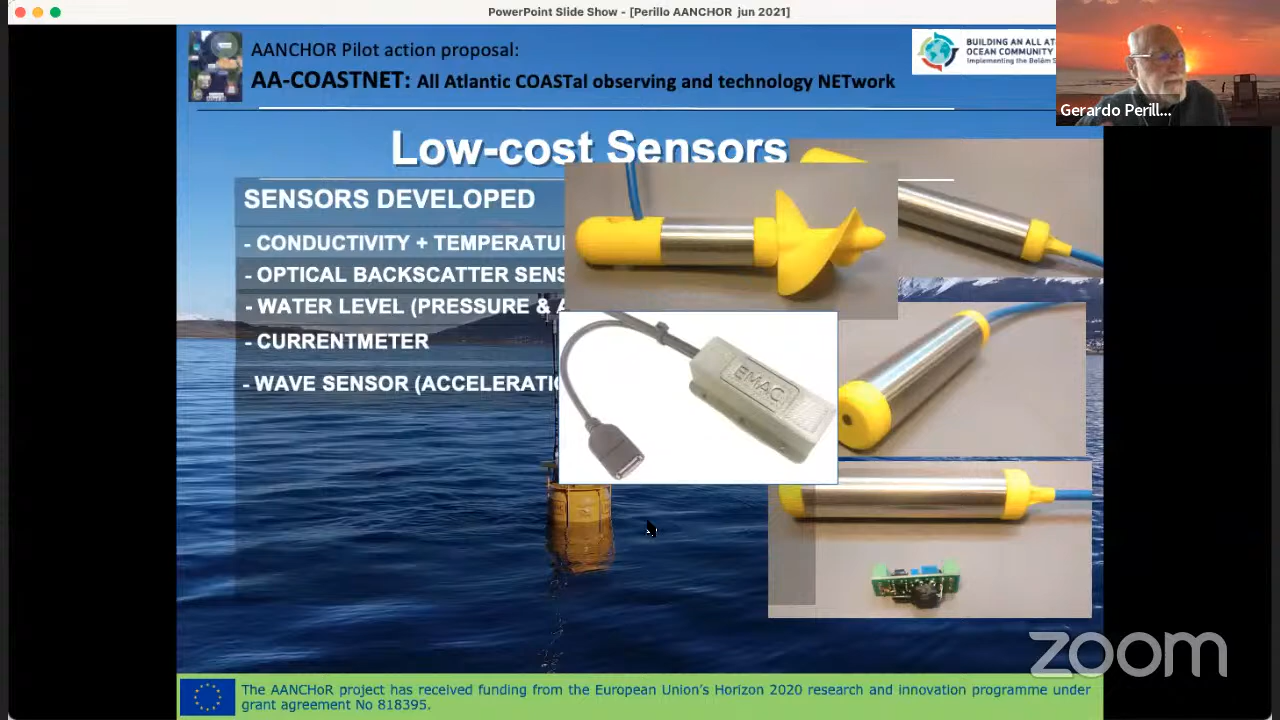 PowerPoint Slide Show - [Perillo AANCHOR jun 2021]
AANCHOR Pilot action proposal:
AA-COASTNET: All Atlantic COASTal observing and technology NETwork
BUILDING AN ALL AT
OCEAN COMMUNITY
Implementing the Belém S
Gerardo Perill...
Low-cost Sensors
SENSORS DEVELOPED
- CONDUCTIVITY + TEMPERATU
- OPTICAL BACKSCATTER SENS
- WATER LEVEL (PRESSURE & A
- CURRENTMETER
- WAVE SENSOR (ACCELERATIO
EMAC
zoom
The AANCHoR project has received funding from the European Union's Horizon 2020 research and innovation programme under
grant agreement No 818395.